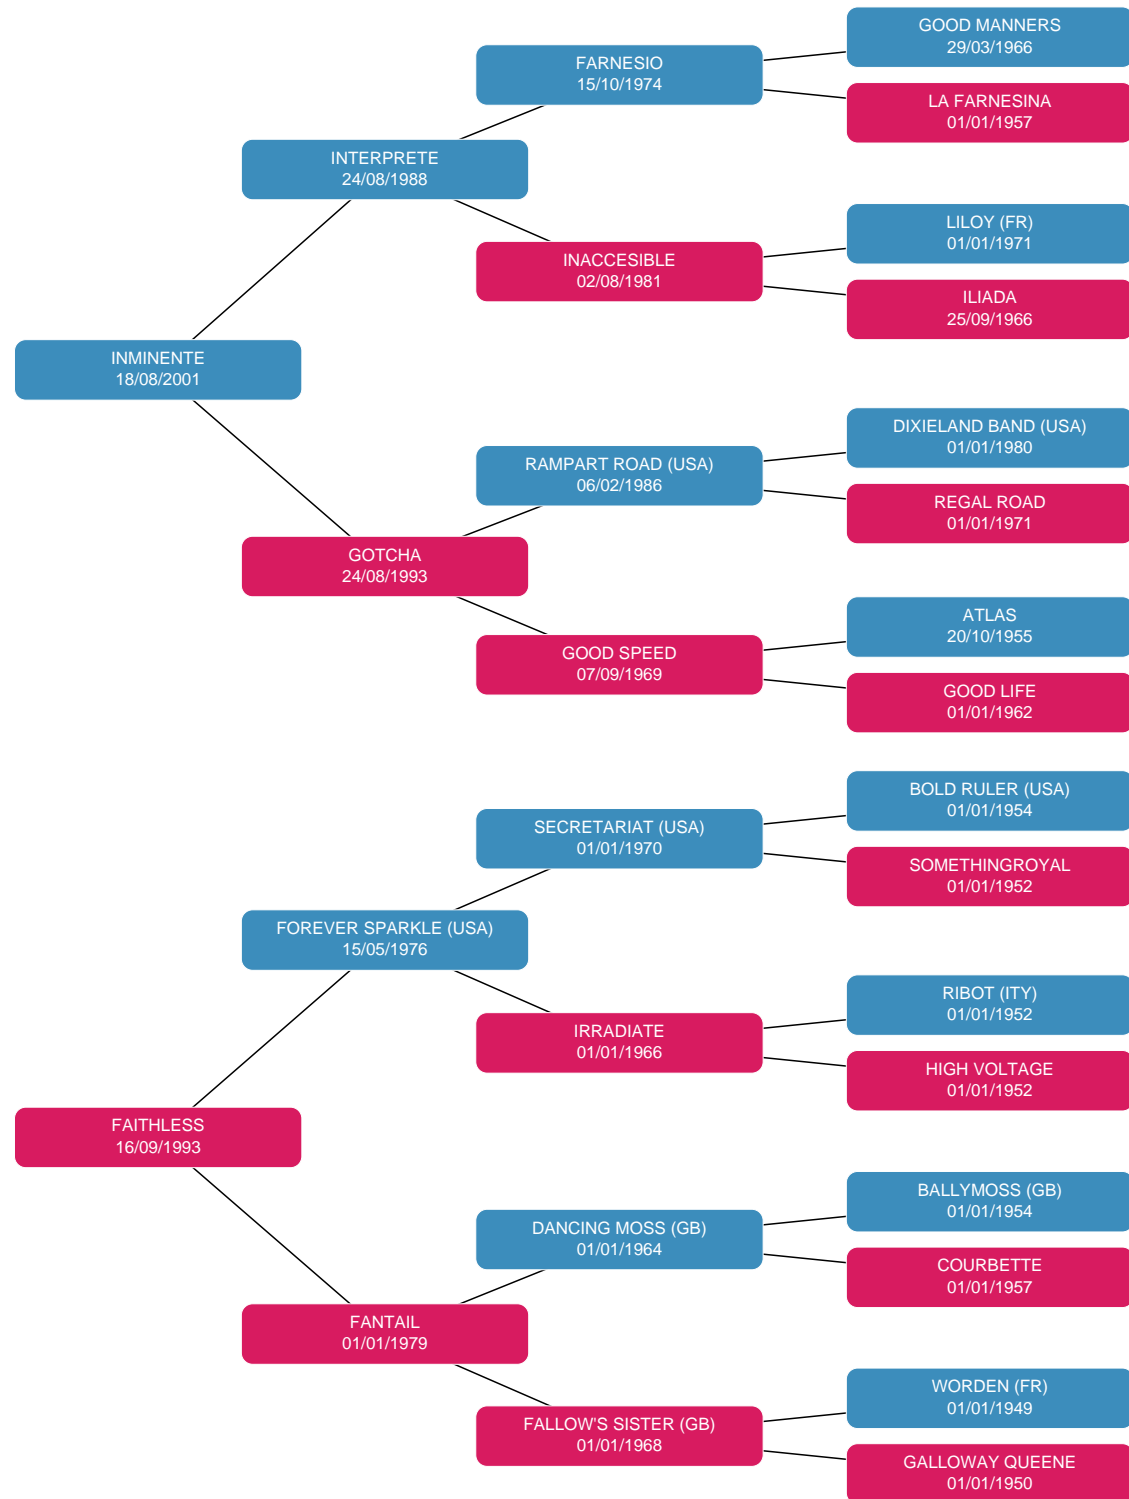 GOOD MANNERS
29/03/1966
FARNESIO
15/10/1974
LA FARNESINA
01/01/1957
INTERPRETE
24/08/1988
LILOY (FR)
01/01/1971
INACCESIBLE
02/08/1981
ILIADA
25/09/1966
INMINENTE
18/08/2001
DIXIELAND BAND (USA)
01/01/1980
RAMPART ROAD (USA)
06/02/1986
REGAL ROAD
01/01/1971
GOTCHA
24/08/1993
ATLAS
20/10/1955
GOOD SPEED
07/09/1969
GOOD LIFE
01/01/1962
BOLD RULER (USA)
01/01/1954
SECRETARIAT (USA)
01/01/1970
SOMETHINGROYAL
01/01/1952
FOREVER SPARKLE (USA)
15/05/1976
RIBOT (ITY)
01/01/1952
IRRADIATE
01/01/1966
HIGH VOLTAGE
01/01/1952
FAITHLESS
16/09/1993
BALLYMOSS (GB)
01/01/1954
DANCING MOSS (GB)
01/01/1964
COURBETTE
01/01/1957
FANTAIL
01/01/1979
WORDEN (FR)
01/01/1949
FALLOW'S SISTER (GB)
01/01/1968
GALLOWAY QUEENE
01/01/1950